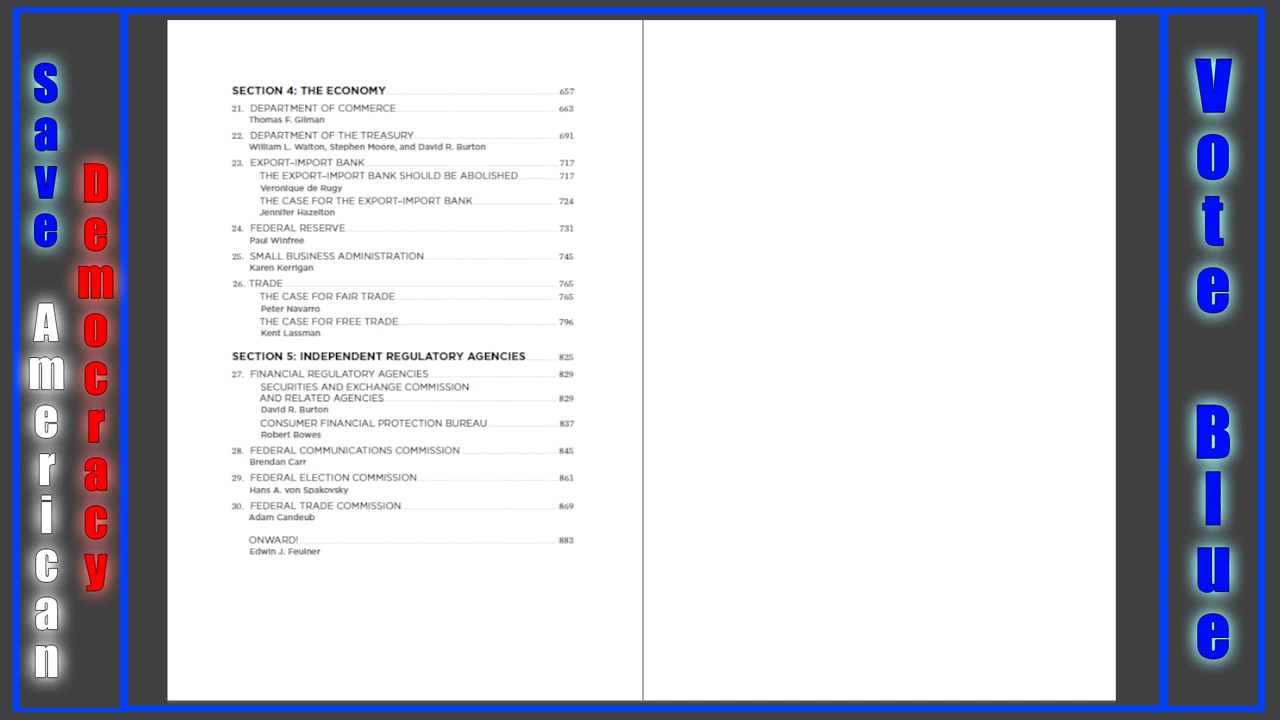 save
American
Democracy
SECTION 4: THE ECONOMY 657
21. DEPARTMENT OF COMMERCE 663
Thomas F. Gilman
22. DEPARTMENT OF THE TREASURY 691
William L. Walton, Stephen Moore, and David R. Burton
23. EXPORT–IMPORT BANK 717
THE EXPORT–IMPORT BANK SHOULD BE ABOLISHED 717
Veronique de Rugy
THE CASE FOR THE EXPORT–IMPORT BANK 724
Jennifer Hazelton
24. FEDERAL RESERVE 731
Paul Winfree
25. SMALL BUSINESS ADMINISTRATION 745
Karen Kerrigan
26. TRADE 765
THE CASE FOR FAIR TRADE 765
Peter Navarro
THE CASE FOR FREE TRADE 796
Kent Lassman
SECTION 5: INDEPENDENT REGULATORY AGENCIES 825
27. FINANCIAL REGULATORY AGENCIES 829
SECURITIES AND EXCHANGE COMMISSION
AND RELATED AGENCIES 829
David R. Burton
CONSUMER FINANCIAL PROTECTION BUREAU 837
Robert Bowes
28. FEDERAL COMMUNICATIONS COMMISSION 845
Brendan Carr
29. FEDERAL ELECTION COMMISSION 861
Hans A. von Spakovsky
30. FEDERAL TRADE COMMISSION 869
Adam Candeub
ONWARD! 883
Edwin J. Feulner
Vote
Blue